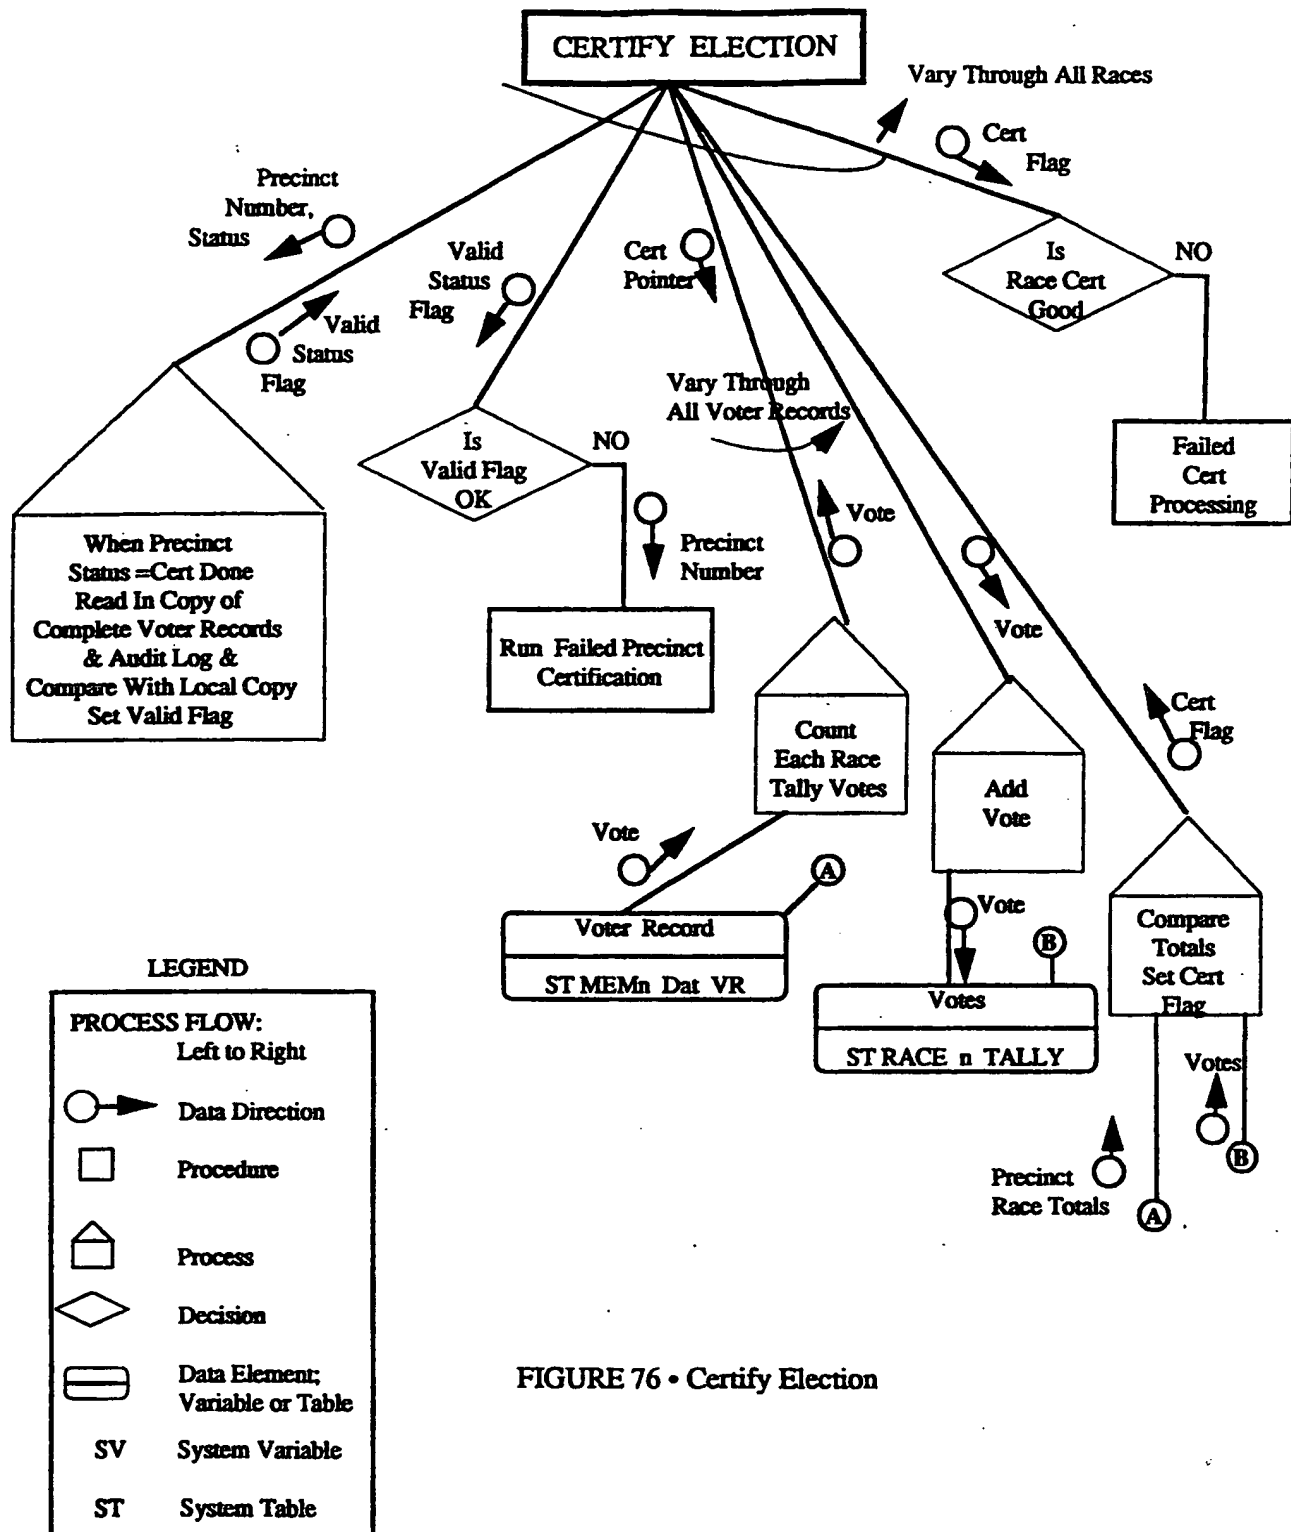 CERTIFY ELECTION
Vary Through All Races
Cert
Flag
Precinct
Number,
Status
Valid
Status
Flag
Valid
Status
Flag
Cert
Pointer
Is
Race Cert
Good
NO
Failed
Cert
Processing
Vary Through
All Voter Records
Is
Valid Flag
OK
NO
Precinct
Number
Run Failed Precinct
Certification
When Precinct
Status =Cert Done
Read In Copy of
Complete Voter Records
& Audit Log &
Compare With Local Copy
Set Valid Flag
Vote
Vote
Cert
Flag
Count
Each Race
Tally Votes
Add
Vote
Vote
A
Voter Record
ST MEMn Dat VR
Vote
B
Votes
ST RACE n TALLY
Compare
Totals
Set Cert
Flag
Votes
B
Precinct
Race Totals
A
LEGEND
PROCESS FLOW:
Left to Right
Data Direction
Procedure
Process
Decision
Data Element;
Variable or Table
SV System Variable
ST System Table
FIGURE 76 • Certify Election